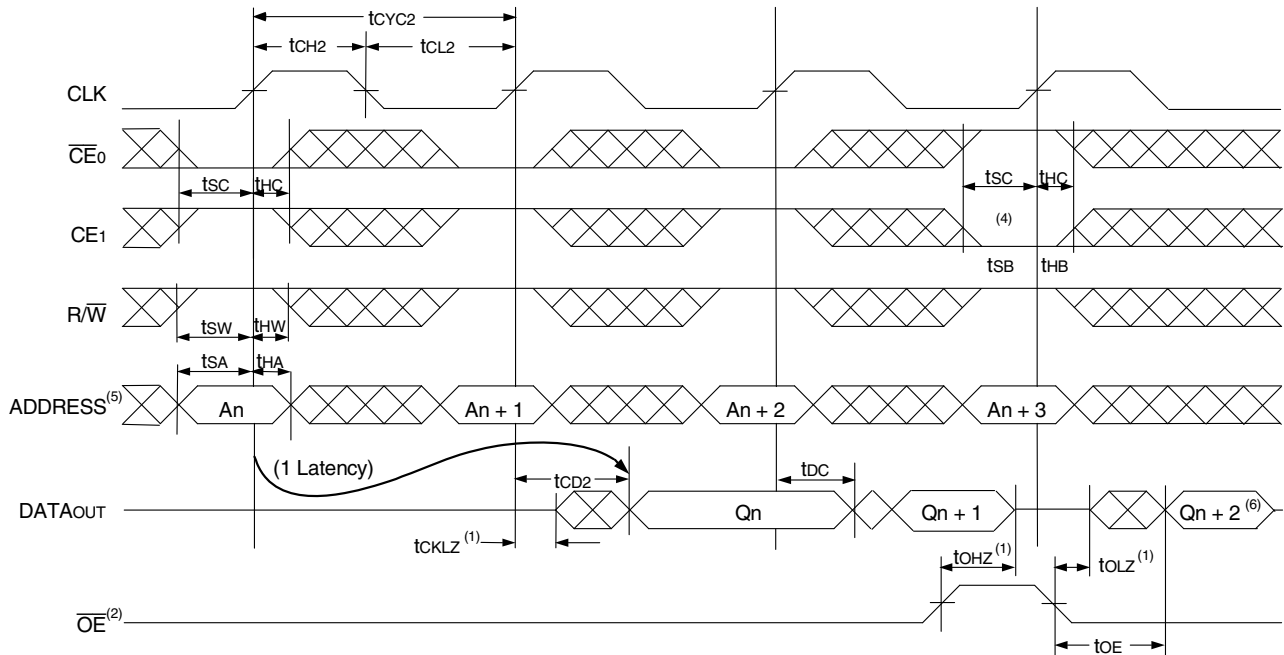 tCYC2
tCH2 tCL2
CLK
CE0
tSC tHC tSC tHC
CE1 (4)
tSB tHB
R/W
tSW tHW
tSA tHA
ADDRESS(5) An An + 1 An + 2 An + 3
(1 Latency) tCD2 tDC
DATAOUT Qn Qn + 1 Qn + 2 (6)
tCKLZ (1)
tOHZ (1) tOLZ (1)
OE(2)
tOE